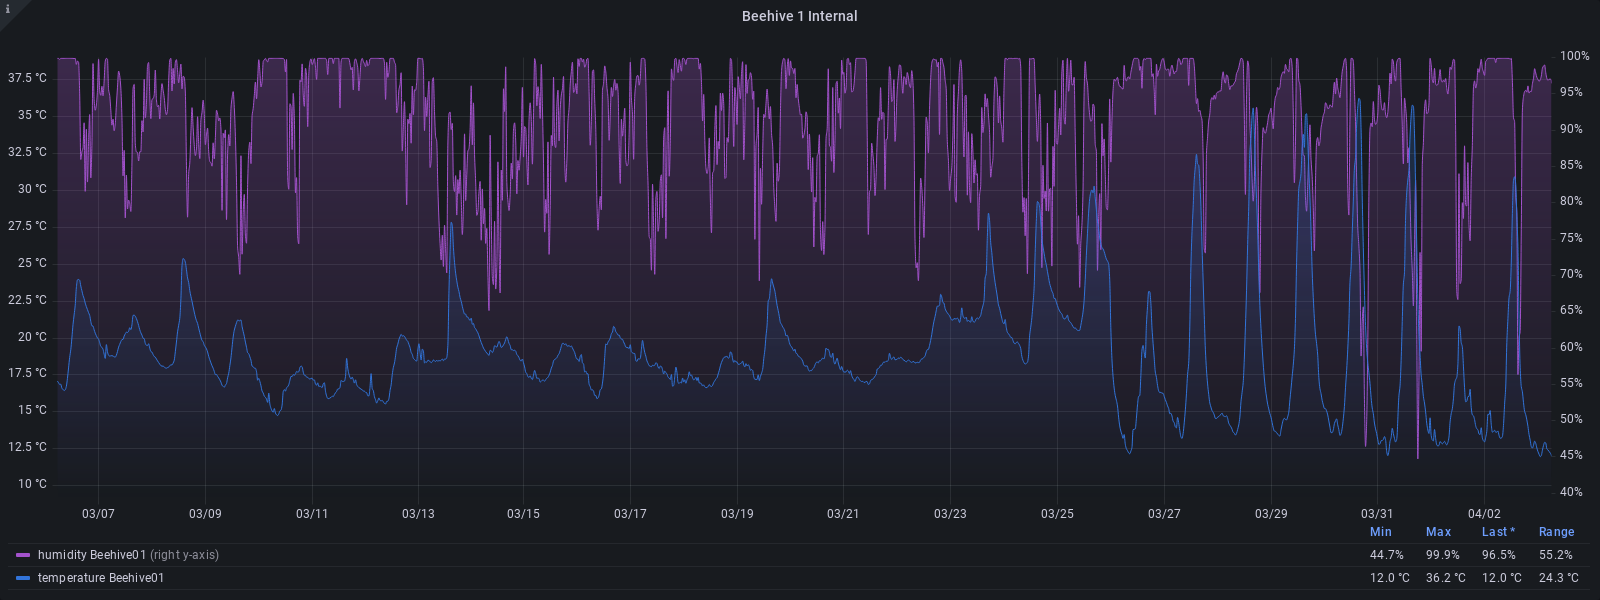 i
Beehive 1 Internal
37.5 °C
35 °C
32.5 °C
30 °C
27.5 °C
25 °C
22.5 °C
20 °C
17.5 °C
15 °C
12.5 °C
10 °C
100%
95%
90%
85%
80%
75%
70%
65%
60%
55%
50%
45%
40%
03/07 03/09 03/11 03/13 03/15 03/17 03/19 03/21 03/23 03/25 03/27 03/29 03/31 04/02
Min Max Last * Range
humidity Beehive01 (right y-axis) 44.7% 99.9% 96.5% 55.2%
temperature Beehive01 12.0 °C 36.2 °C 12.0 °C 24.3 °C